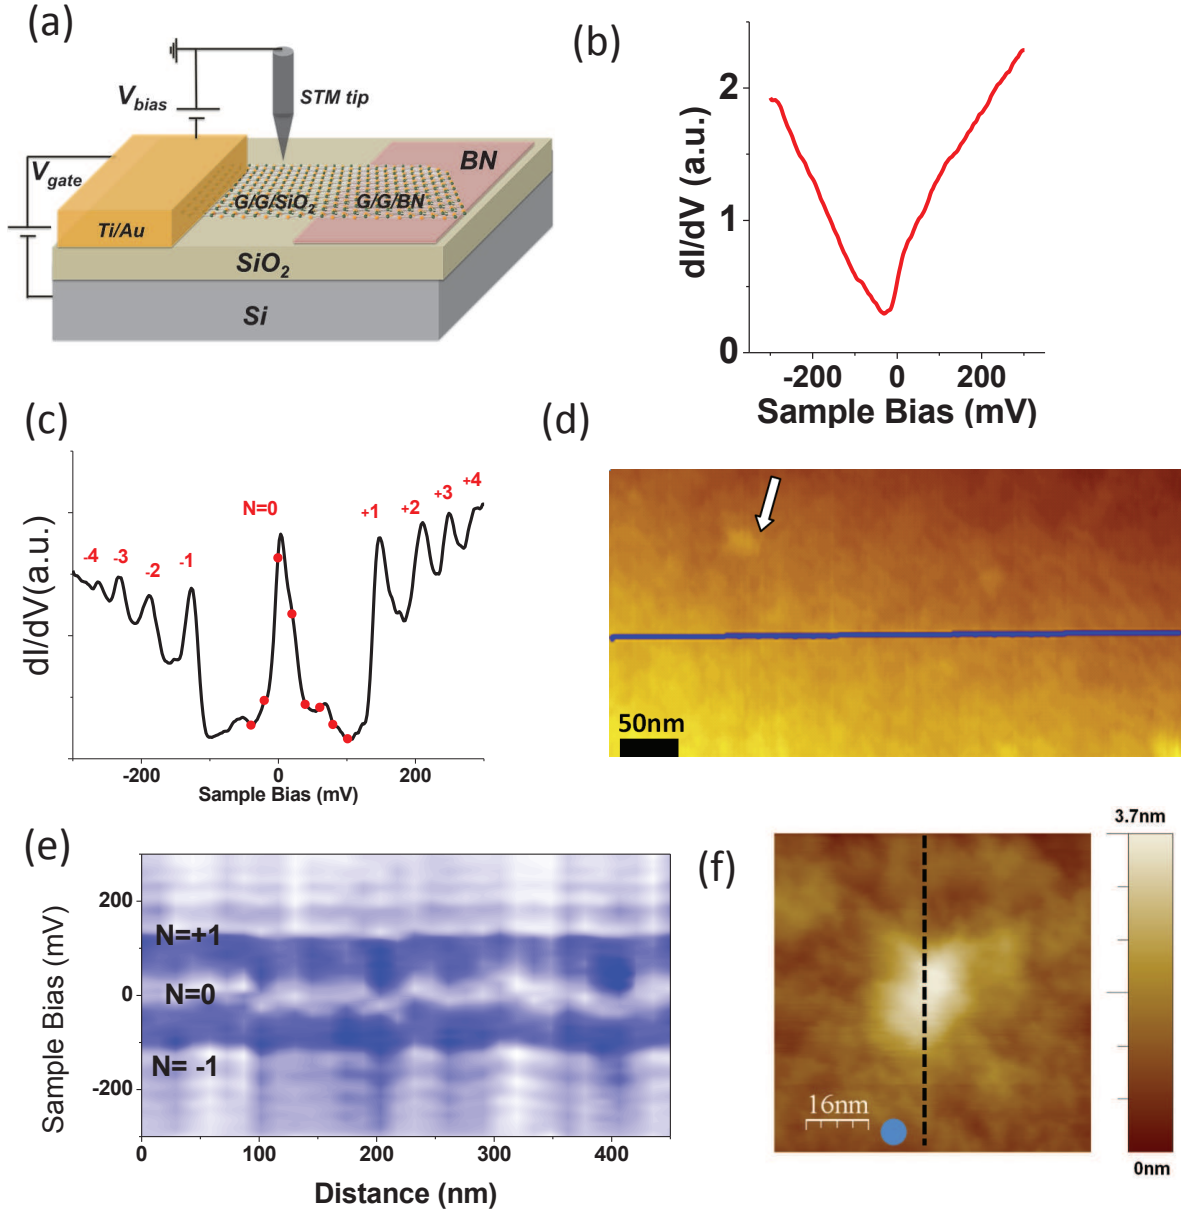 (a)
V bias
STM tip
V gate
BN
G/G/SiO2
G/G/BN
Ti/Au
SiO2
Si
(b)
dI/dV (a.u.)
2
1
0
-200 0 200
Sample Bias (mV)
(c)
dI/dV(a.u.)
-4 -3 -2 -1 N=0 +1 +2 +3 +4
-200 0 200
Sample Bias (mV)
(d)
50nm
(e)
Sample Bias (mV)
200
0
-200
N=+1
N=0
N= -1
0 100 200 300 400
Distance (nm)
(f)
3.7nm
16nm
0nm